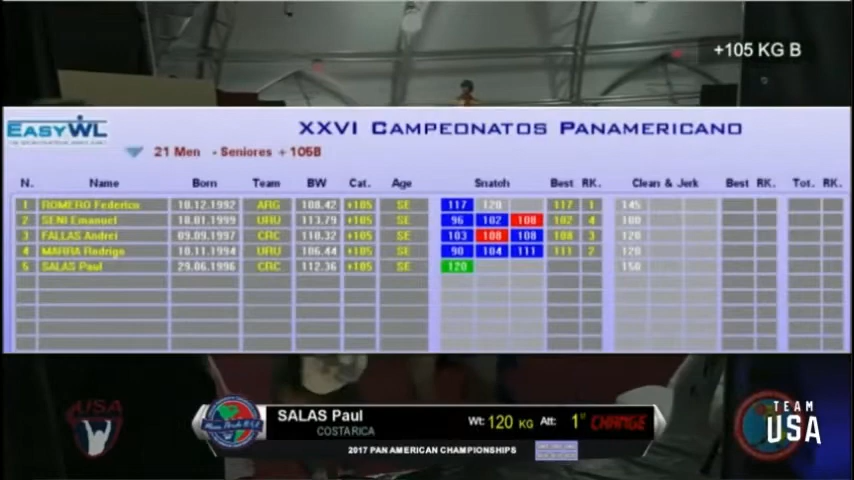 +105 KG B
EASYWL
XXVI CAMPEONATOS PANAMERICANO
21 Men - Seniores + 105B
N. Name Born Team BW Cat. Age Snatch Best RK. Clean & Jerk Best RK. Tot. RK.
1 ROMERO Federico 10.12.1992 ARG 108.42 +105 SE 117 120 117 1 145
2 SENI Emanuel 18.01.1999 URU 113.79 +105 SE 96 102 108 102 4 100
3 FALLAS Andrei 09.09.1997 CRC 110.32 +105 SE 103 108 108 108 3 120
4 MARRA Rodrigo 10.11.1994 URU 106.44 +105 SE 90 104 111 111 2 120
5 SALAS Paul 29.06.1996 CRC 112.36 +105 SE 120 150
USA
SALAS Paul
COSTARICA
Wt: 120 KG Att: 1st CHANGE
2017 PAN AMERICAN CHAMPIONSHIPS
TEAM
USA